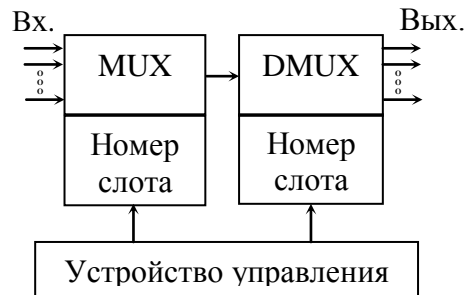 Вх.
Вых.
MUX
DMUX
Номер
слота
Номер
слота
Устройство управления